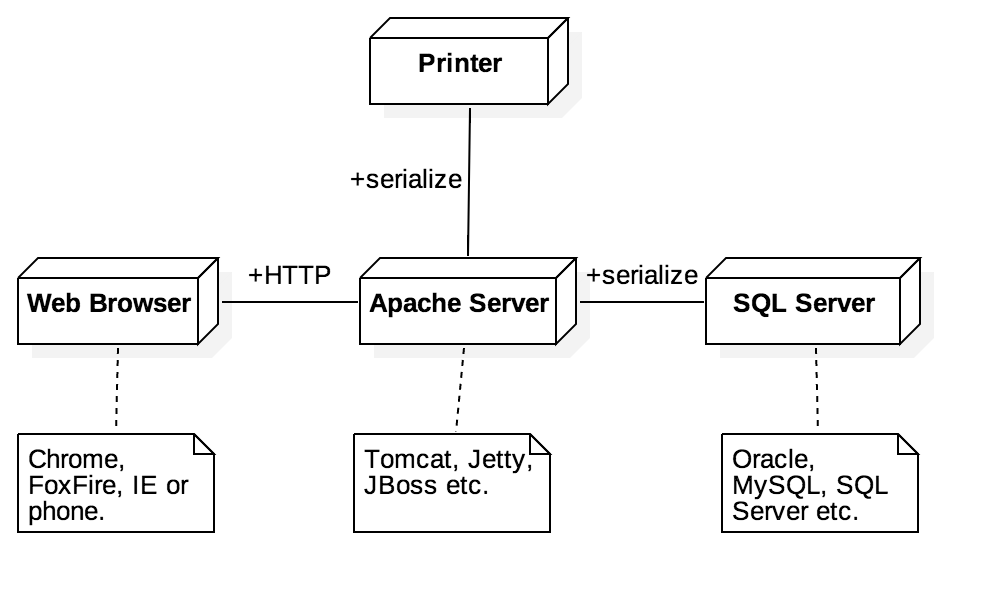 Printer
+serialize
+HTTP
+serialize
Web Browser
Apache Server
SQL Server
Chrome,
FoxFire, IE or
phone.
Tomcat, Jetty,
JBoss etc.
Oracle,
MySQL, SQL
Server etc.